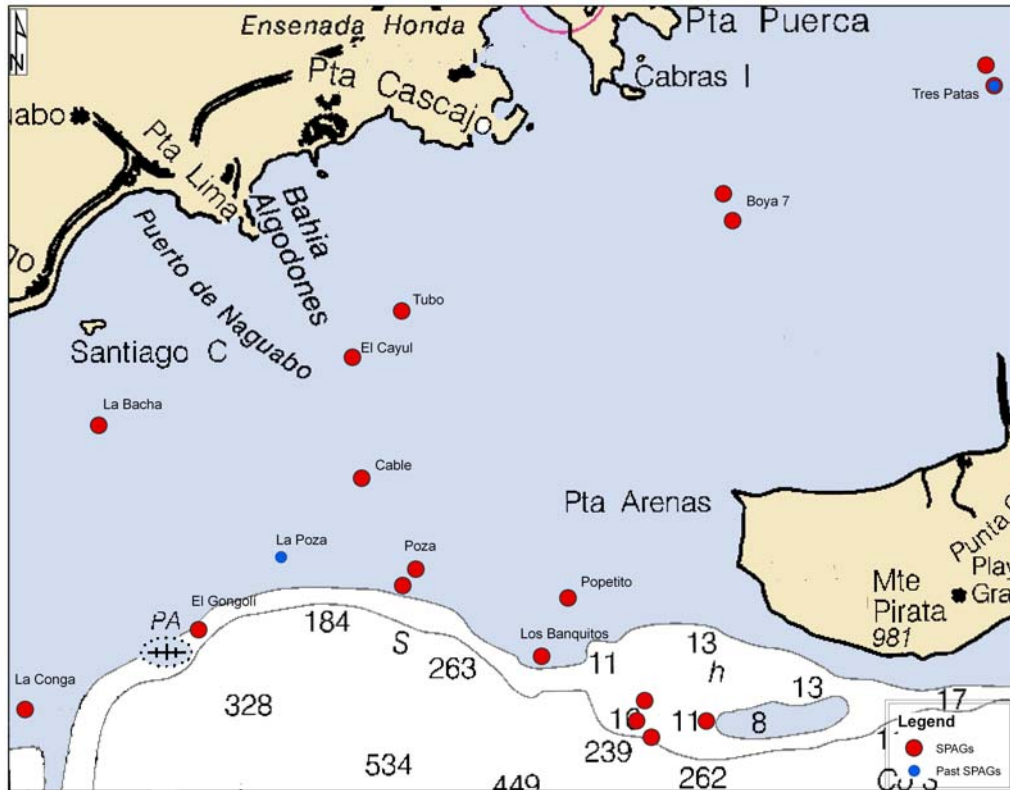 Ensenada Honda
Pta Puerca
N
Pta Cascajo
Cabras I
Tres Patas
uabo
Pta Lima
Bahia
Algodones
Boya 7
Puerto de Naguabo
go
Tubo
Santiago C
El Cayul
La Bacha
Cable
Pta Arenas
La Poza
Poza
Popetito
Mte
Pirata
981
Punta
Play
Gra
El Gongoli
PA
184
S
263
Los Banquitos
11
13
h
13
17
La Conga
328
11
8
239
534
262
449
Legend
SPAGs
Past SPAGs